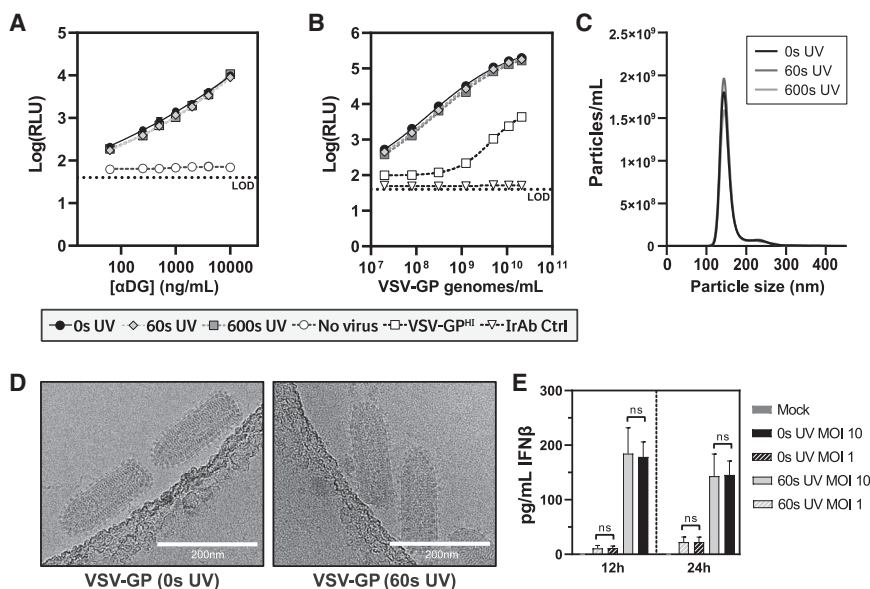 A
5
4
3
2
1
0
Log(RLU)
LOD
100
1000
10000
[αDG] (ng/mL)
B
5
4
3
2
1
0
Log(RLU)
LOD
10⁷
10⁸
10⁹
10¹⁰
10¹¹
VSV-GP genomes/mL
C
2.5×10⁹
2×10⁹
1.5×10⁹
1×10⁹
5×10⁸
0
Particles/mL
0s UV
60s UV
600s UV
0
100
200
300
400
Particle size (nm)
0s UV
60s UV
600s UV
No virus
VSV-GPᴴᴵ
IrAb Ctrl
D
200nm
200nm
VSV-GP (0s UV)
VSV-GP (60s UV)
E
300
200
100
0
pg/mL IFNβ
ns
ns
ns
ns
12h
24h
Mock
0s UV MOI 10
0s UV MOI 1
60s UV MOI 10
60s UV MOI 1